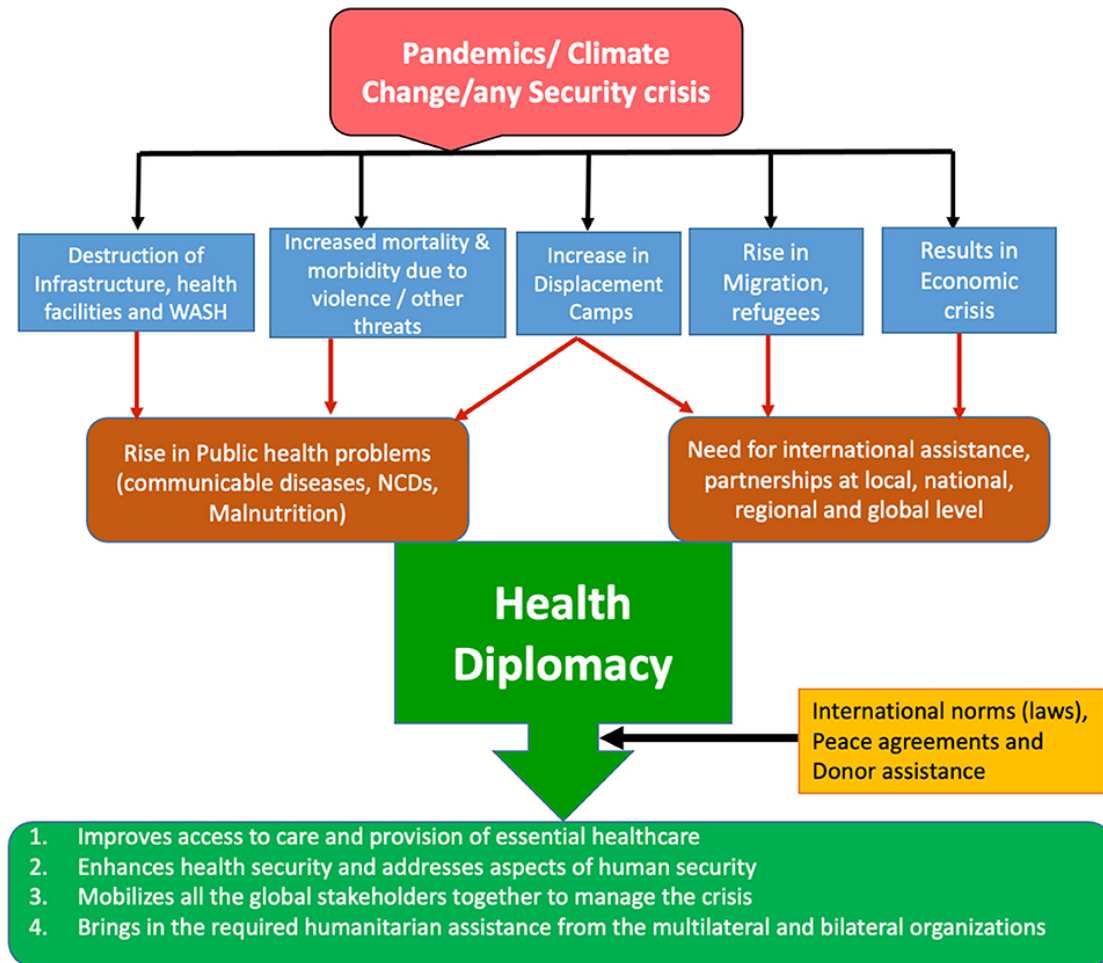 Pandemics/ Climate
Change/any Security crisis
Destruction of
Infrastructure, health
facilities and WASH
Increased mortality &
morbidity due to
violence / other
threats
Increase in
Displacement
Camps
Rise in
Migration,
refugees
Results in
Economic
crisis
Rise in Public health problems
(communicable diseases, NCDs,
Malnutrition)
Need for international assistance,
partnerships at local, national,
regional and global level
Health
Diplomacy
International norms (laws),
Peace agreements and
Donor assistance
1. Improves access to care and provision of essential healthcare
2. Enhances health security and addresses aspects of human security
3. Mobilizes all the global stakeholders together to manage the crisis
4. Brings in the required humanitarian assistance from the multilateral and bilateral organizations